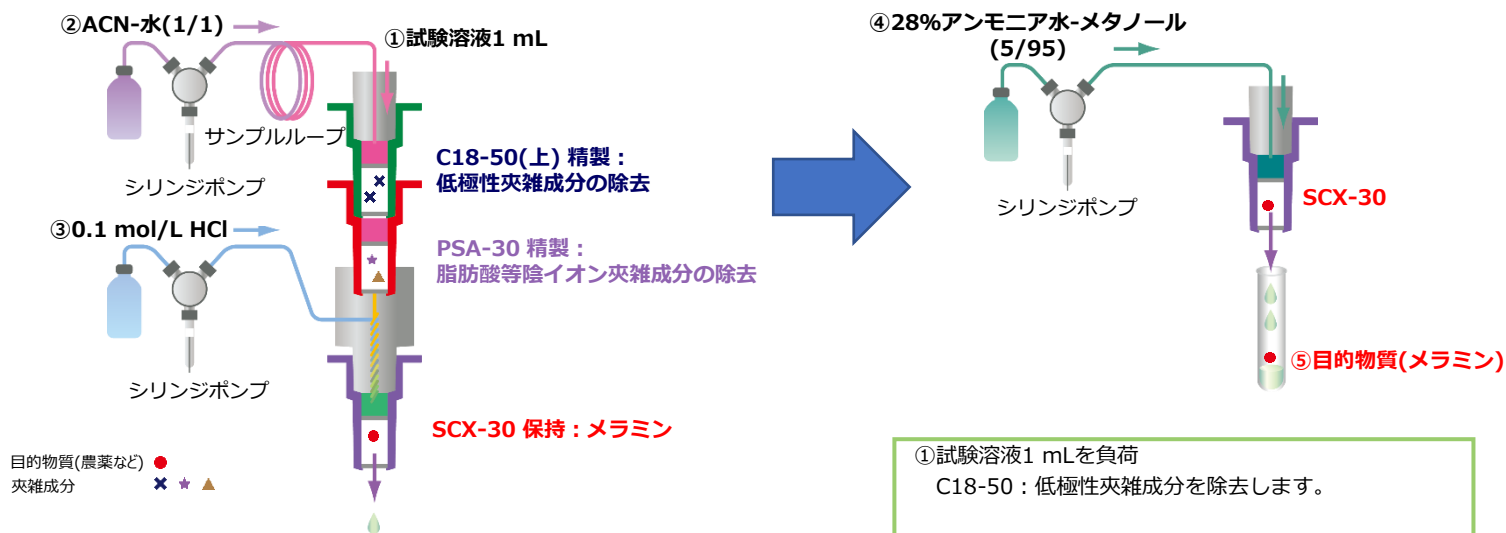 ②ACN-水(1/1)
①試験溶液1 mL
サンプルループ
シリンジポンプ
C18-50(上) 精製：
低極性夾雑成分の除去
③0.1 mol/L HCl
PSA-30 精製：
脂肪酸等陰イオン夾雑成分の除去
シリンジポンプ
SCX-30 保持：メラミン
目的物質(農薬など)
夾雑成分
④28%アンモニア水-メタノール
(5/95)
シリンジポンプ
SCX-30
⑤目的物質(メラミン)
①試験溶液1 mLを負荷
C18-50：低極性夾雑成分を除去します。